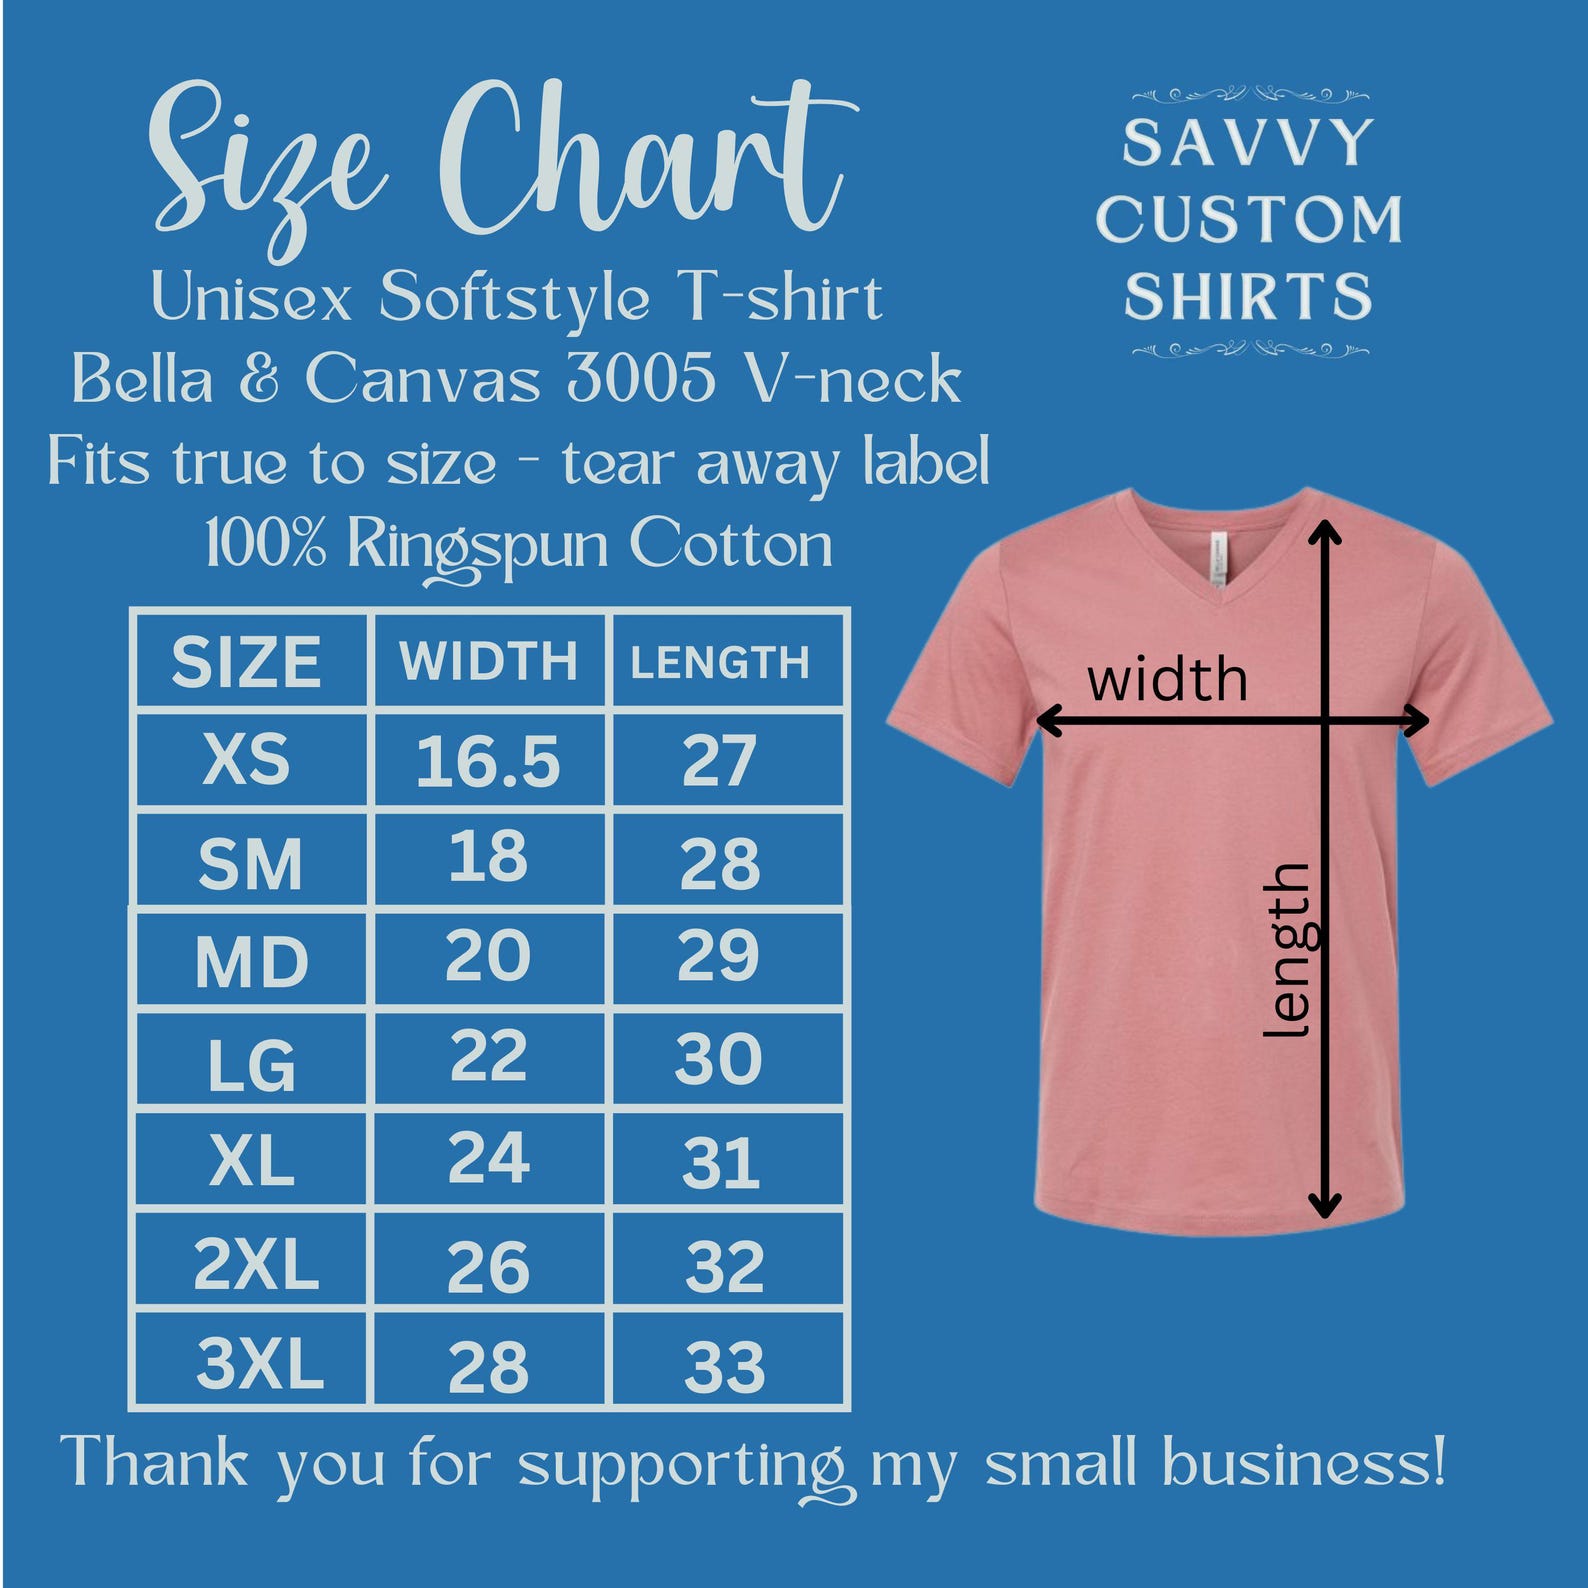 Size Chart
Unisex Softstyle T-shirt
Bella & Canvas 3005 V-neck
Fits true to size - tear away label
100% Ringspun Cotton
SAVVY
CUSTOM
SHIRTS
SIZE WIDTH LENGTH
XS 16.5 27
SM 18 28
MD 20 29
LG 22 30
XL 24 31
2XL 26 32
3XL 28 33
width
length
Thank you for supporting my small business!